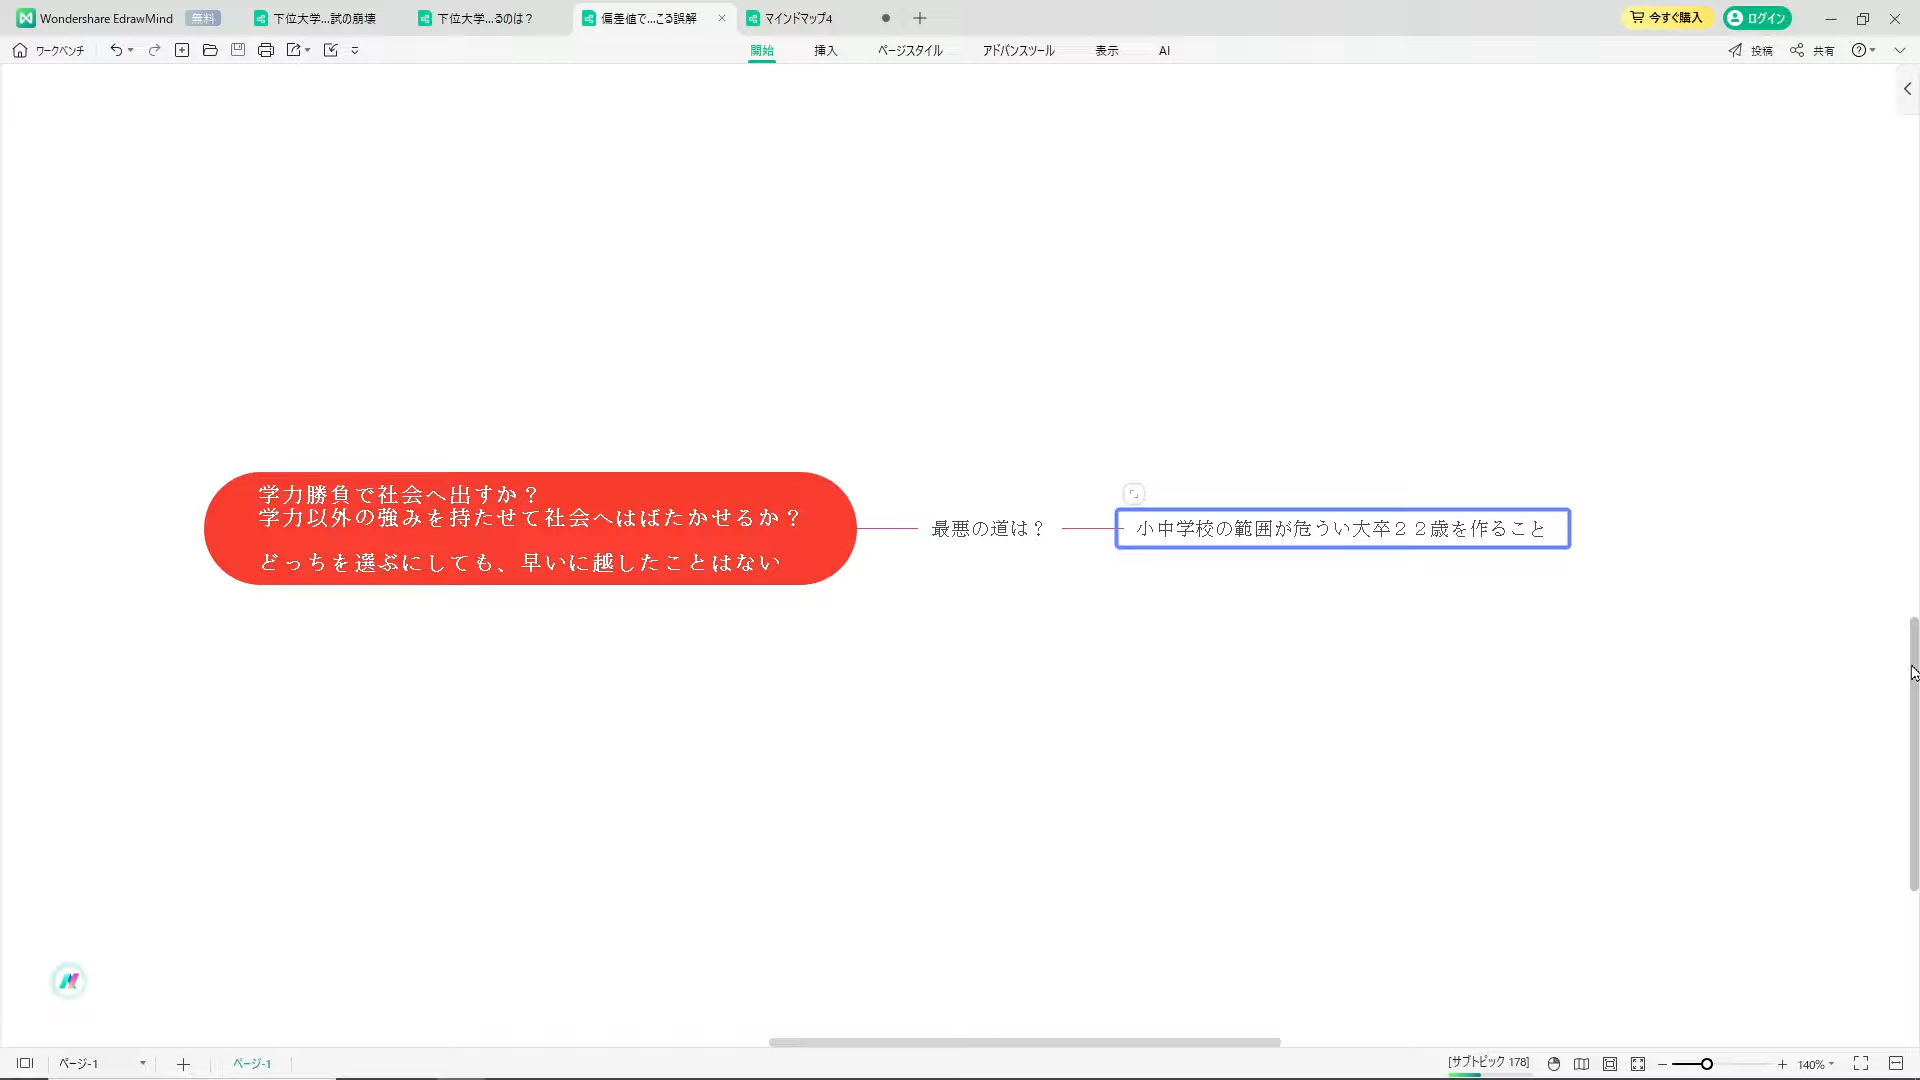 Wondershare EdrawMind 無料 下位大学...試の崩壊 下位大学...るのは？ 偏差値で...こる誤解 マインドマップ4 今すぐ購入 ログイン
ワークベンチ 開始 挿入 ページスタイル アドバンスツール 表示 AI 投稿 共有
学力勝負で社会へ出すか？
学力以外の強みを持たせて社会へはばたかせるか？
どっちを選ぶにしても、早いに越したことはない
最悪の道は？
小中学校の範囲が危うい大卒２２歳を作ること
ページ-1 ページ-1 [サブトピック 178] 140%